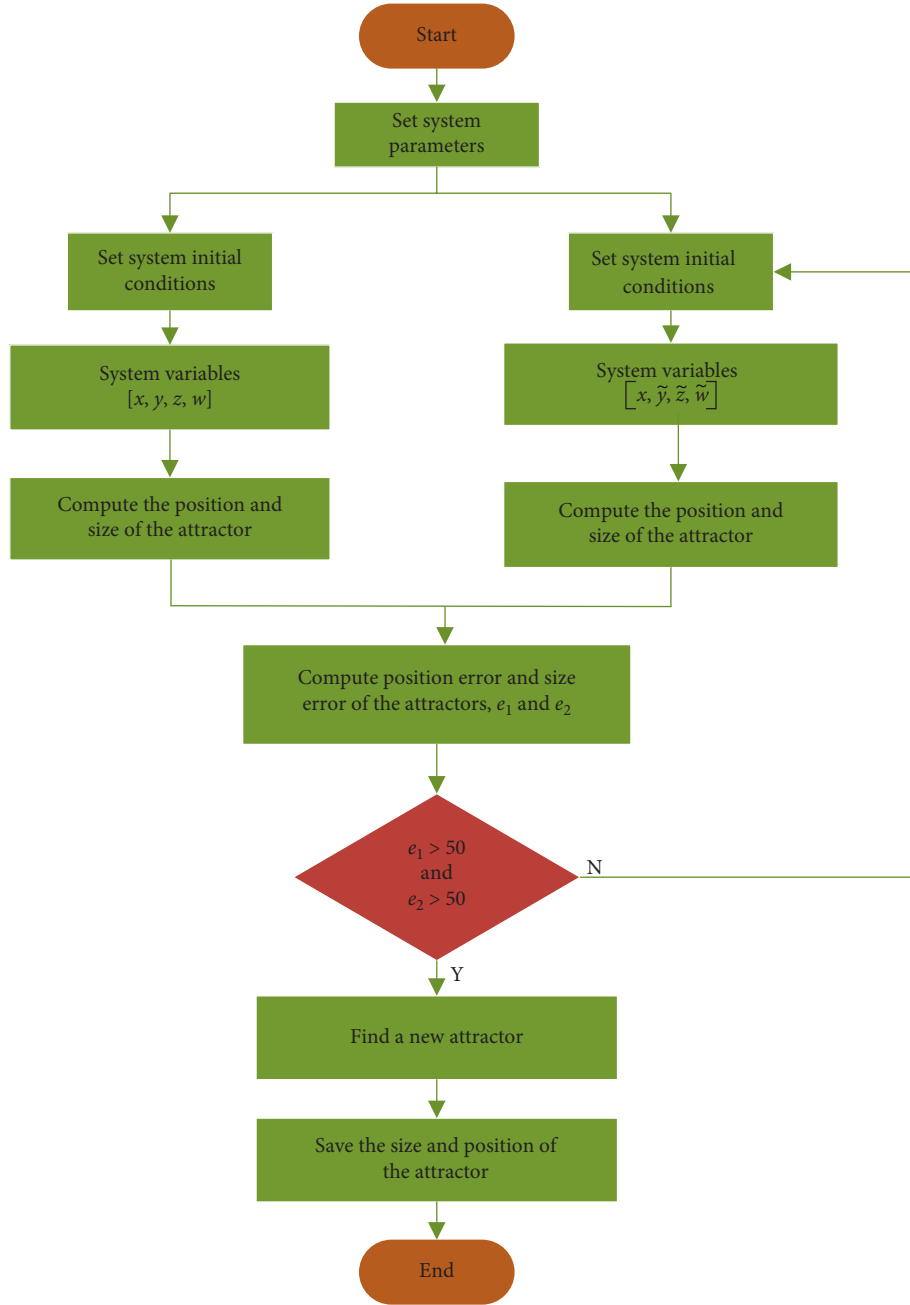 Start
Set system
parameters
Set system initial
conditions
Set system initial
conditions
System variables
[x, y, z, w]
System variables
[x, ỹ, z̃, w̃]
Compute the position and
size of the attractor
Compute the position and
size of the attractor
Compute position error and size
error of the attractors, e₁ and e₂
e₁ > 50
and
e₂ > 50
N
Y
Find a new attractor
Save the size and position of
the attractor
End